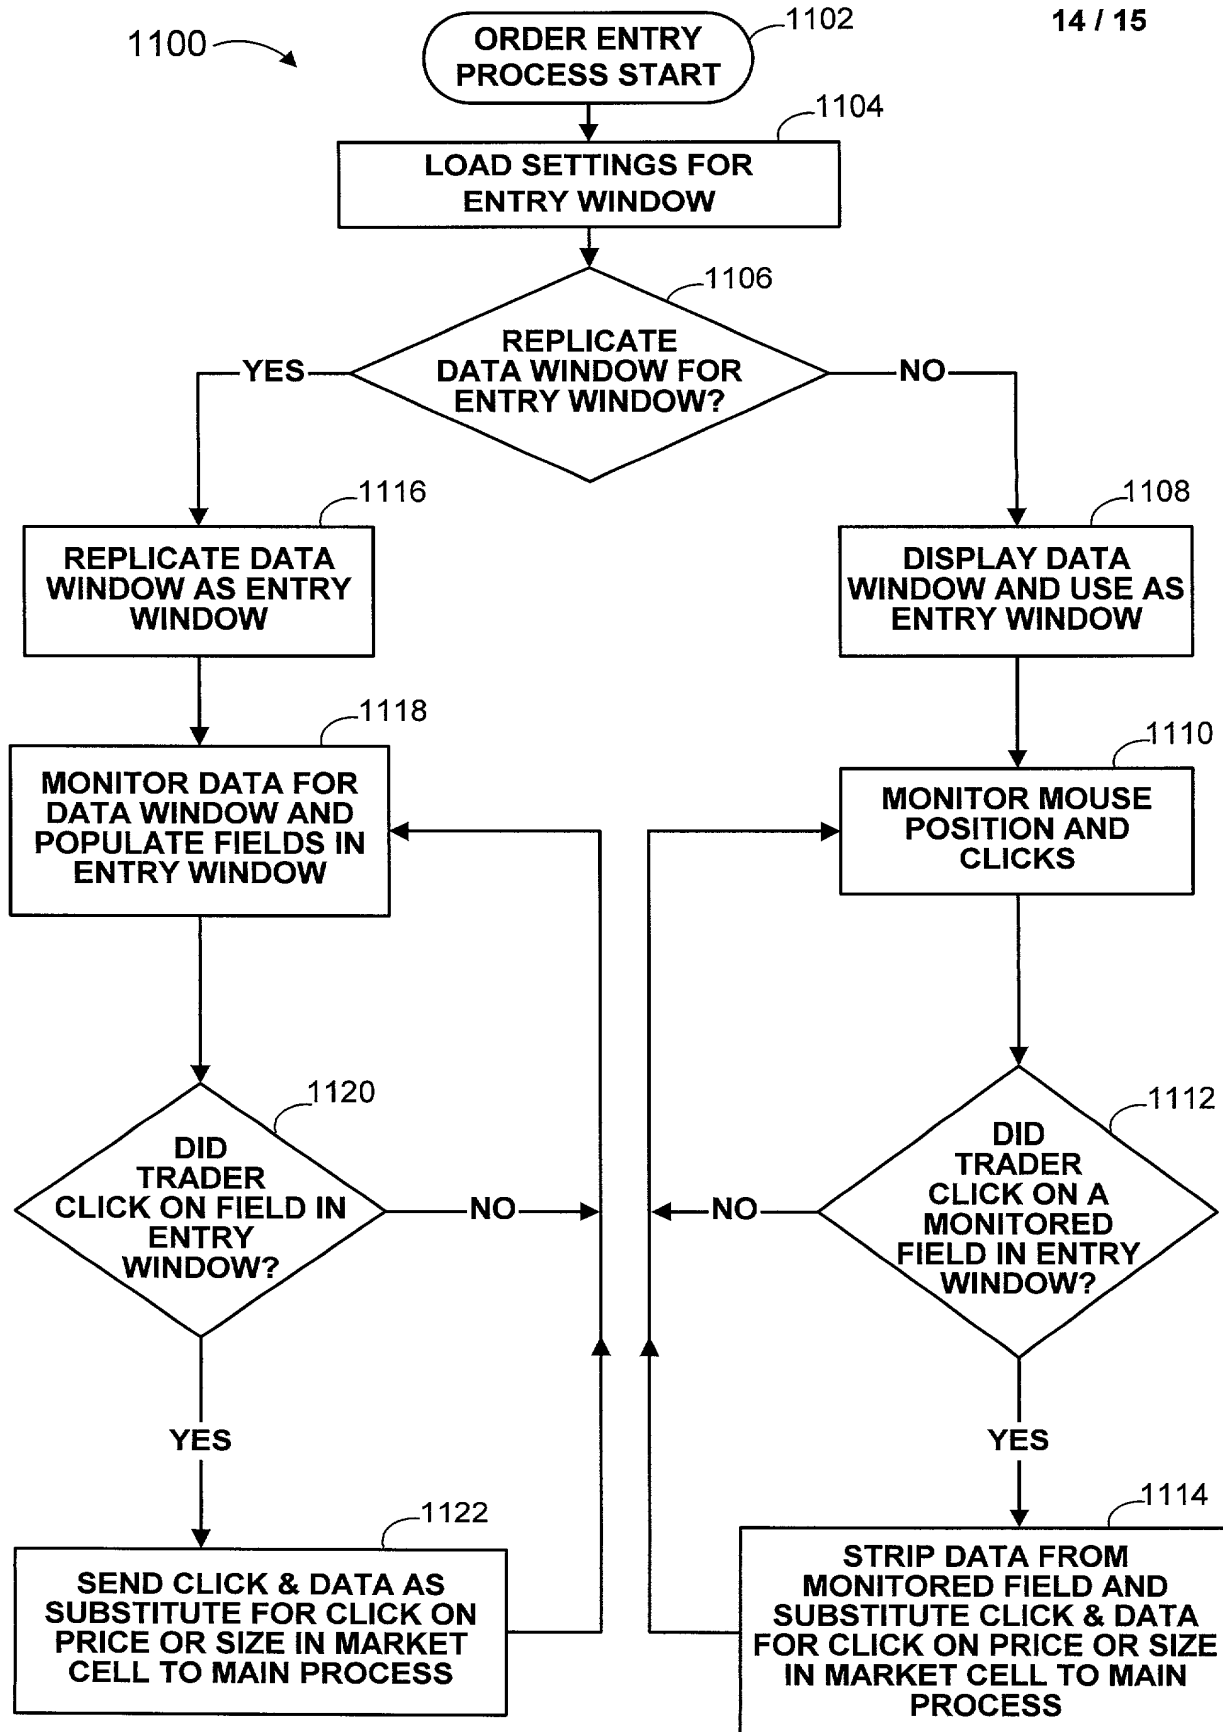 14 / 15
1100
1102
ORDER ENTRY
PROCESS START
1104
LOAD SETTINGS FOR
ENTRY WINDOW
1106
REPLICATE
DATA WINDOW FOR
ENTRY WINDOW?
YES
NO
1116
REPLICATE DATA
WINDOW AS ENTRY
WINDOW
1108
DISPLAY DATA
WINDOW AND USE AS
ENTRY WINDOW
1118
MONITOR DATA FOR
DATA WINDOW AND
POPULATE FIELDS IN
ENTRY WINDOW
1110
MONITOR MOUSE
POSITION AND
CLICKS
1120
DID
TRADER
CLICK ON FIELD IN
ENTRY
WINDOW?
NO
1112
DID
TRADER
CLICK ON A
MONITORED
FIELD IN ENTRY
WINDOW?
NO
YES
YES
1122
SEND CLICK & DATA AS
SUBSTITUTE FOR CLICK ON
PRICE OR SIZE IN MARKET
CELL TO MAIN PROCESS
1114
STRIP DATA FROM
MONITORED FIELD AND
SUBSTITUTE CLICK & DATA
FOR CLICK ON PRICE OR SIZE
IN MARKET CELL TO MAIN
PROCESS